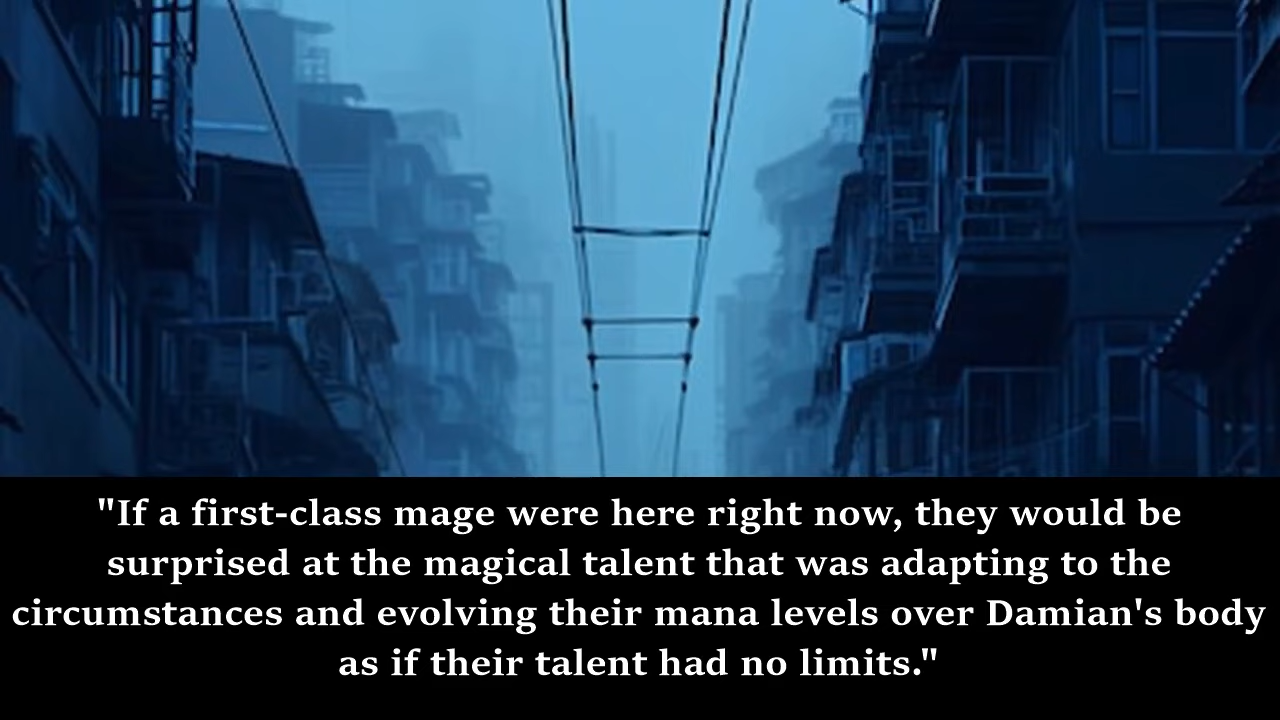 "If a first-class mage were here right now, they would be
surprised at the magical talent that was adapting to the
circumstances and evolving their mana levels over Damian's body
as if their talent had no limits."